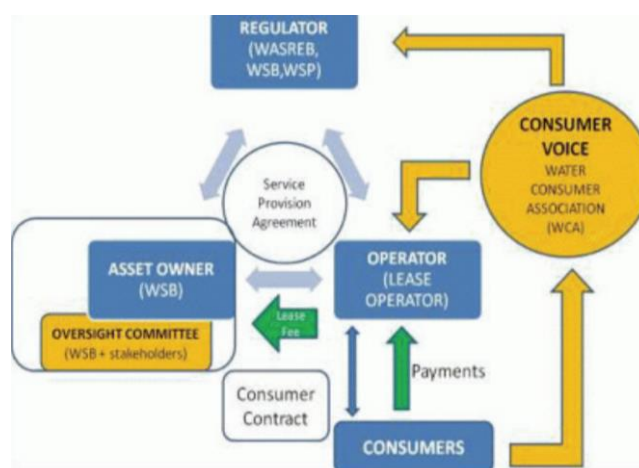 REGULATOR
(WASREB,
WSB,WSP)
CONSUMER
VOICE
WATER
CONSUMER
ASSOCIATION
(WCA)
Service
Provision
Agreement
ASSET OWNER
(WSB)
OPERATOR
(LEASE
OPERATOR)
OVERSIGHT COMMITTEE
(WSB + stakeholders)
Lease
Fee
Payments
Consumer
Contract
CONSUMERS